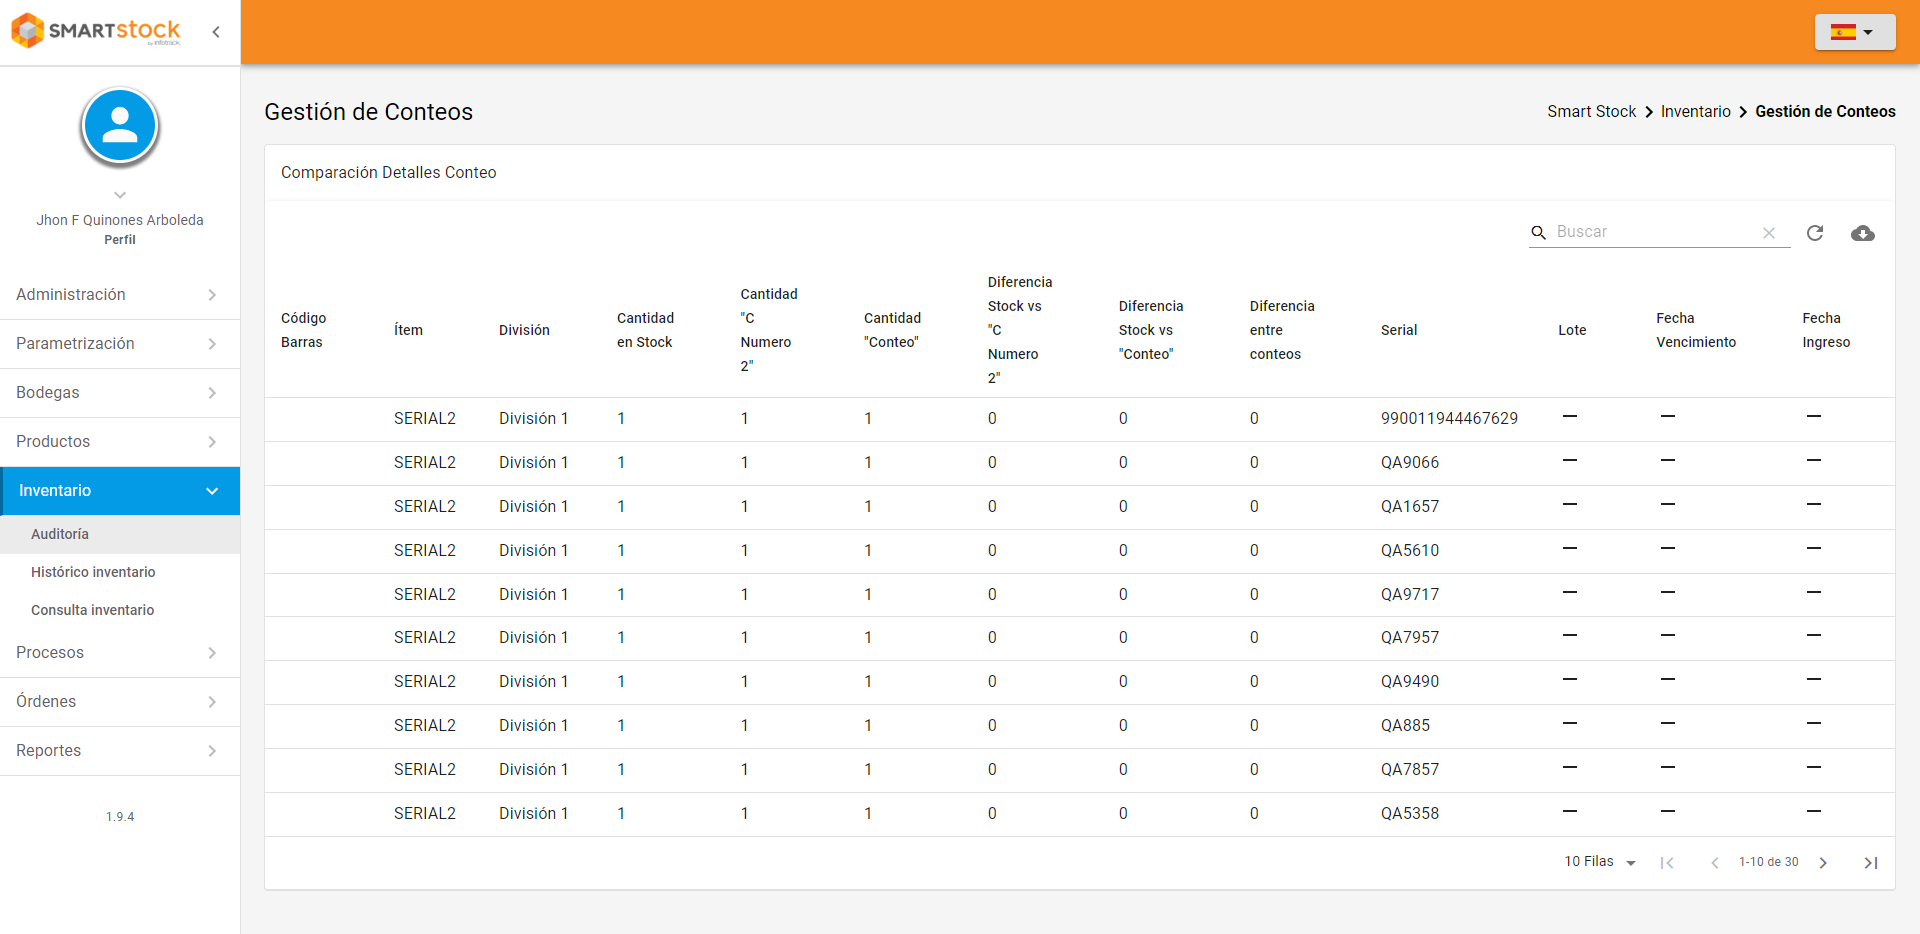 SMARTstock
by infotrack.
Jhon F Quinones Arboleda
Perfil
Administración
Parametrización
Bodegas
Productos
Inventario
Auditoría
Histórico inventario
Consulta inventario
Procesos
Órdenes
Reportes
1.9.4
Gestión de Conteos
Smart Stock Inventario Gestión de Conteos
Comparación Detalles Conteo
Buscar
Código Barras Ítem División Cantidad en Stock Cantidad "C Numero 2" Cantidad "Conteo" Diferencia Stock vs "C Numero 2" Diferencia Stock vs "Conteo" Diferencia entre conteos Serial Lote Fecha Vencimiento Fecha Ingreso
SERIAL2 División 1 1 1 1 0 0 0 990011944467629 — — —
SERIAL2 División 1 1 1 1 0 0 0 QA9066 — — —
SERIAL2 División 1 1 1 1 0 0 0 QA1657 — — —
SERIAL2 División 1 1 1 1 0 0 0 QA5610 — — —
SERIAL2 División 1 1 1 1 0 0 0 QA9717 — — —
SERIAL2 División 1 1 1 1 0 0 0 QA7957 — — —
SERIAL2 División 1 1 1 1 0 0 0 QA9490 — — —
SERIAL2 División 1 1 1 1 0 0 0 QA885 — — —
SERIAL2 División 1 1 1 1 0 0 0 QA7857 — — —
SERIAL2 División 1 1 1 1 0 0 0 QA5358 — — —
10 Filas 1-10 de 30